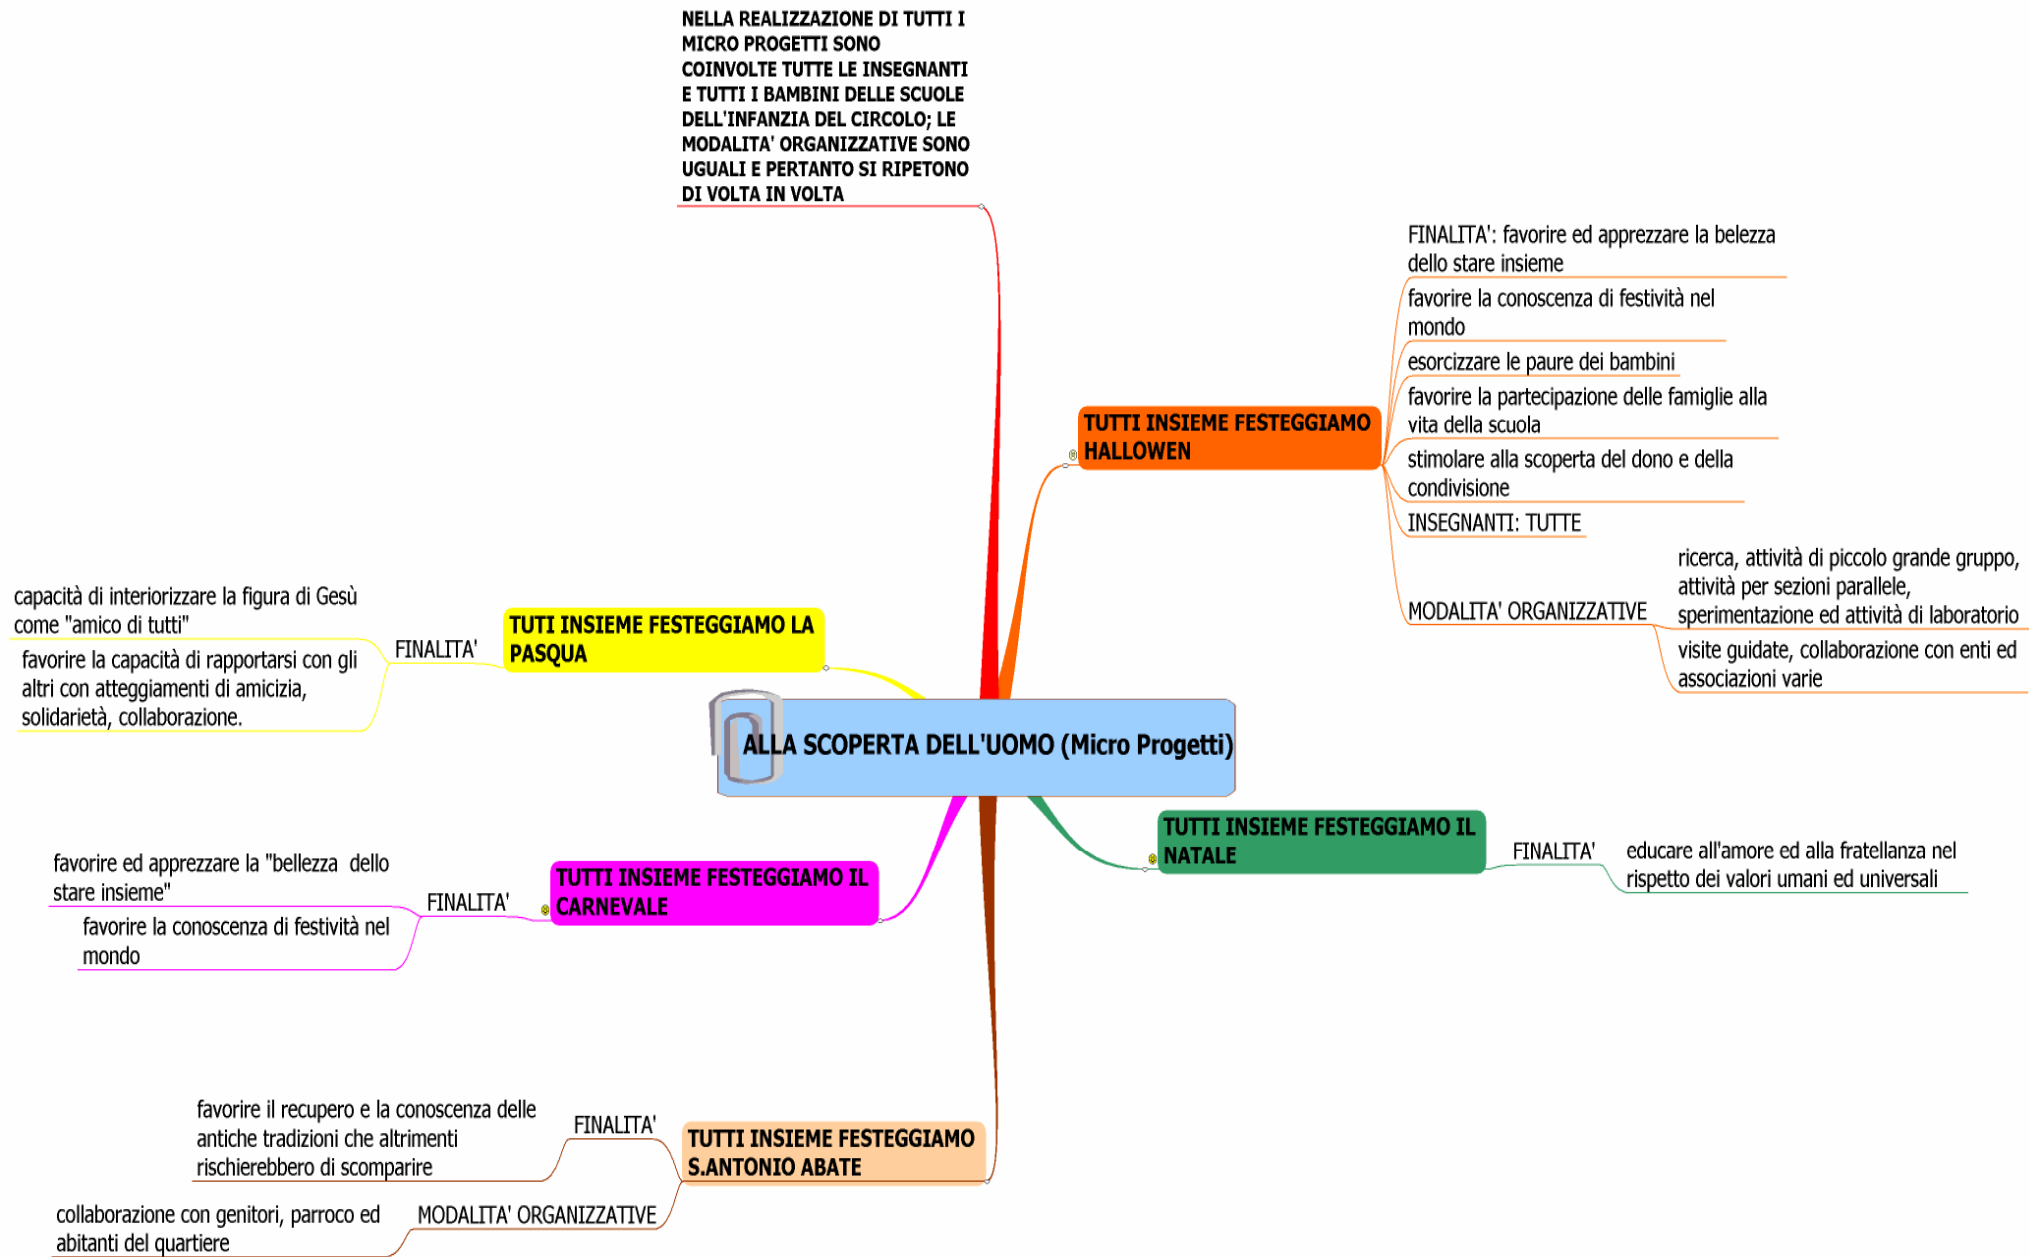 NELLA REALIZZAZIONE DI TUTTI I
MICRO PROGETTI SONO
COINVOLTE TUTTE LE INSEGNANTI
E TUTTI I BAMBINI DELLE SCUOLE
DELL'INFANZIA DEL CIRCOLO; LE
MODALITA' ORGANIZZATIVE SONO
UGUALI E PERTANTO SI RIPETONO
DI VOLTA IN VOLTA
TUTTI INSIEME FESTEGGIAMO
HALLOWEN
FINALITA': favorire ed apprezzare la belezza
dello stare insieme
favorire la conoscenza di festività nel
mondo
esorcizzare le paure dei bambini
favorire la partecipazione delle famiglie alla
vita della scuola
stimolare alla scoperta del dono e della
condivisione
INSEGNANTI: TUTTE
MODALITA' ORGANIZZATIVE
ricerca, attività di piccolo grande gruppo,
attività per sezioni parallele,
sperimentazione ed attività di laboratorio
visite guidate, collaborazione con enti ed
associazioni varie
TUTI INSIEME FESTEGGIAMO LA
PASQUA
FINALITA'
capacità di interiorizzare la figura di Gesù
come "amico di tutti"
favorire la capacità di rapportarsi con gli
altri con atteggiamenti di amicizia,
solidarietà, collaborazione.
ALLA SCOPERTA DELL'UOMO (Micro Progetti)
TUTTI INSIEME FESTEGGIAMO IL
NATALE
FINALITA'
educare all'amore ed alla fratellanza nel
rispetto dei valori umani ed universali
TUTTI INSIEME FESTEGGIAMO IL
CARNEVALE
FINALITA'
favorire ed apprezzare la "bellezza  dello
stare insieme"
favorire la conoscenza di festività nel
mondo
TUTTI INSIEME FESTEGGIAMO
S.ANTONIO ABATE
FINALITA'
favorire il recupero e la conoscenza delle
antiche tradizioni che altrimenti
rischierebbero di scomparire
MODALITA' ORGANIZZATIVE
collaborazione con genitori, parroco ed
abitanti del quartiere